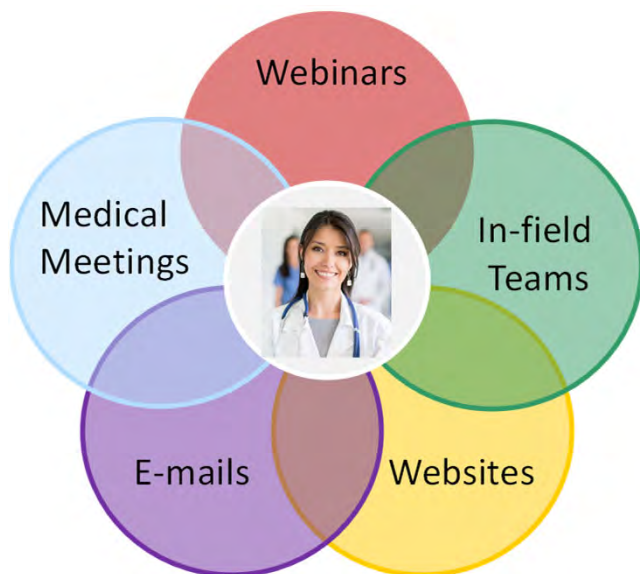 Webinars
Medical
Meetings
In-field
Teams
E-mails
Websites